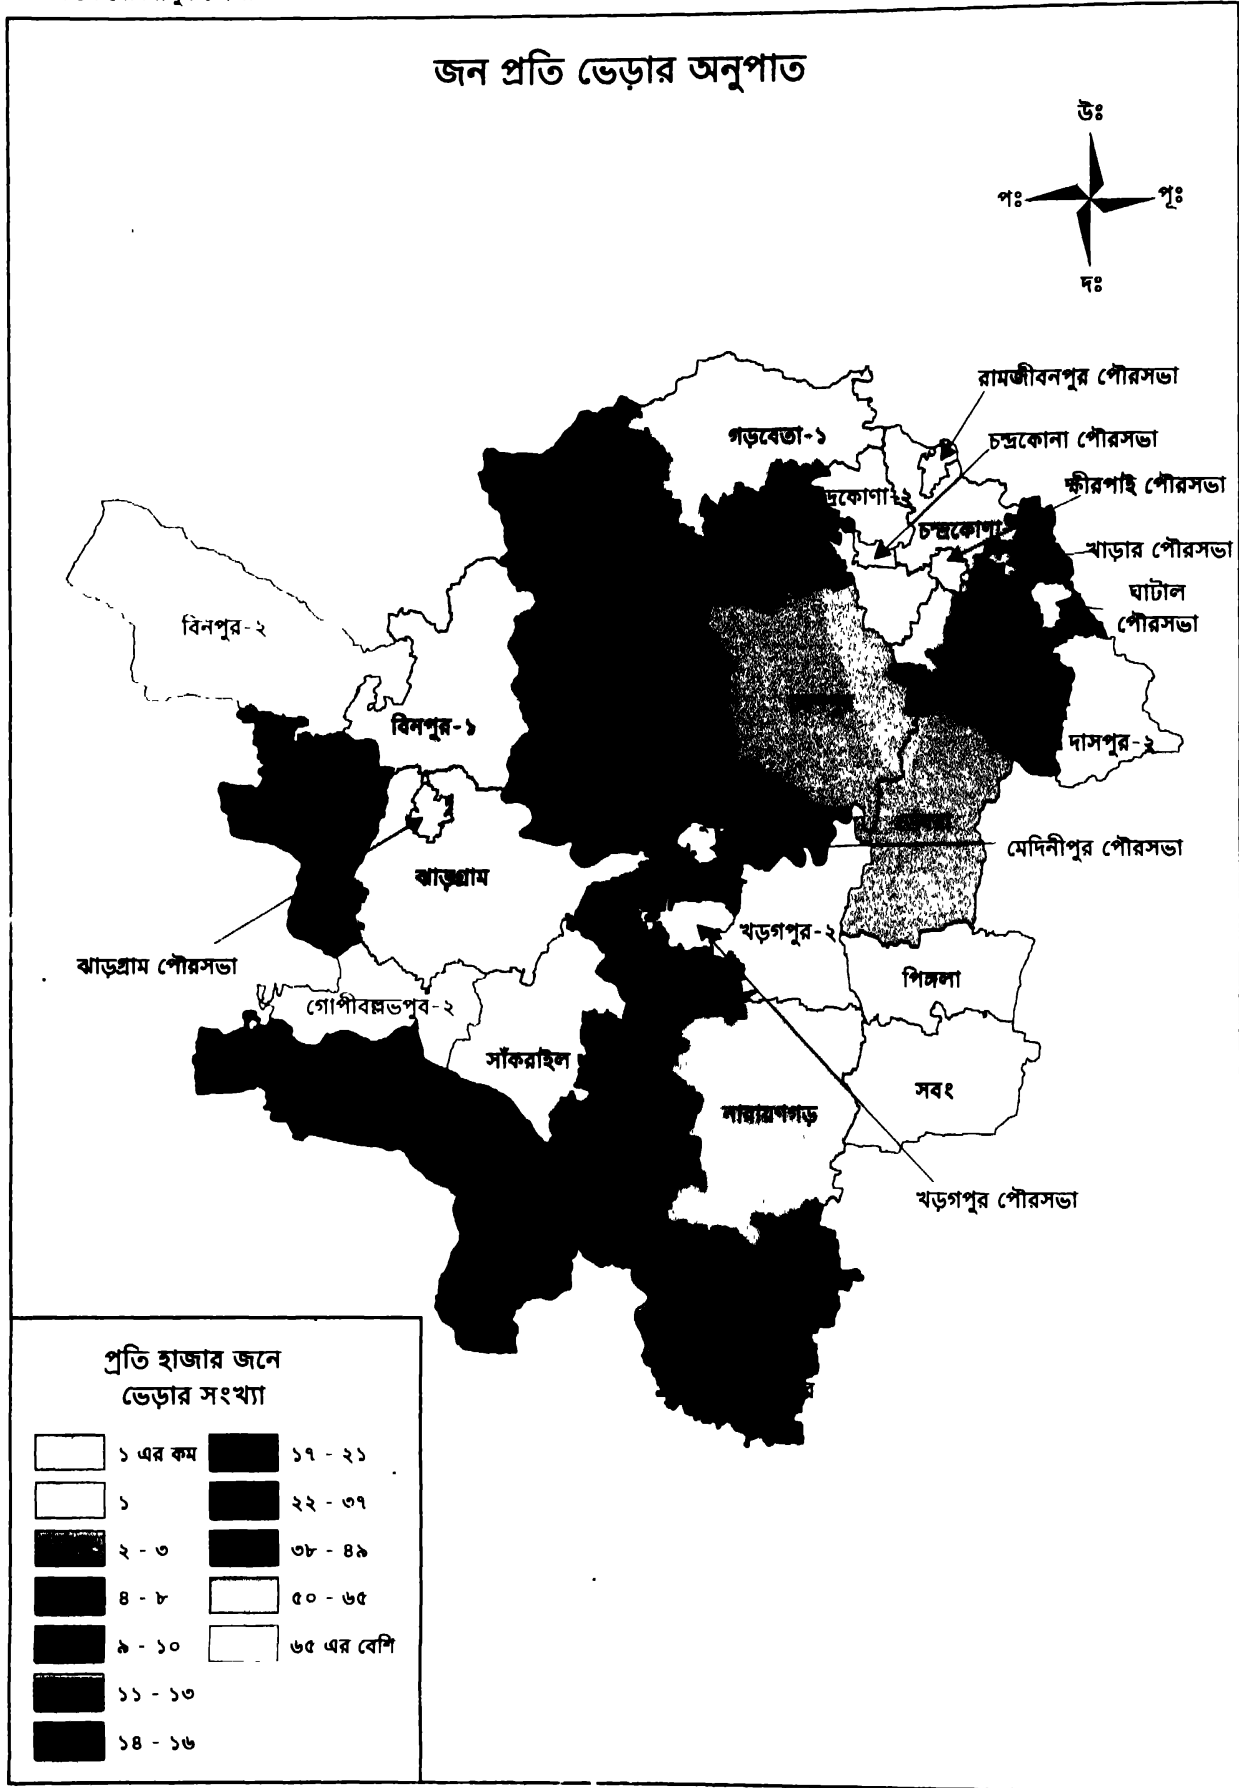 জন প্রতি ভেড়ার অনুপাত
উঃ
পঃ
পূঃ
দঃ
রামজীবনপুর পৌরসভা
গড়বেতা-১
চন্দ্রকোনা পৌরসভা
ক্ষীরপাই পৌরসভা
দ্রকোণা-২
চন্দ্রকোণা
খাড়ার পৌরসভা
ঘাটাল
পৌরসভা
বিনপুর-২
বিনপুর-১
দাসপুর-২
মেদিনীপুর পৌরসভা
ঝাড়গ্রাম
খড়গপুর-২
ঝাড়গ্রাম পৌরসভা
পিঙ্গলা
গোপীবল্লভপুব-২
সাঁকরাইল
সবং
নারায়ণগড়
খড়গপুর পৌরসভা
র
প্রতি হাজার জনে
ভেড়ার সংখ্যা
১ এর কম
১
২ - ৩
৪ - ৮
৯ - ১০
১১ - ১৩
১৪ - ১৬
১৭ - ২১
২২ - ৩৭
৩৮ - ৪৯
৫০ - ৬৫
৬৫ এর বেশি